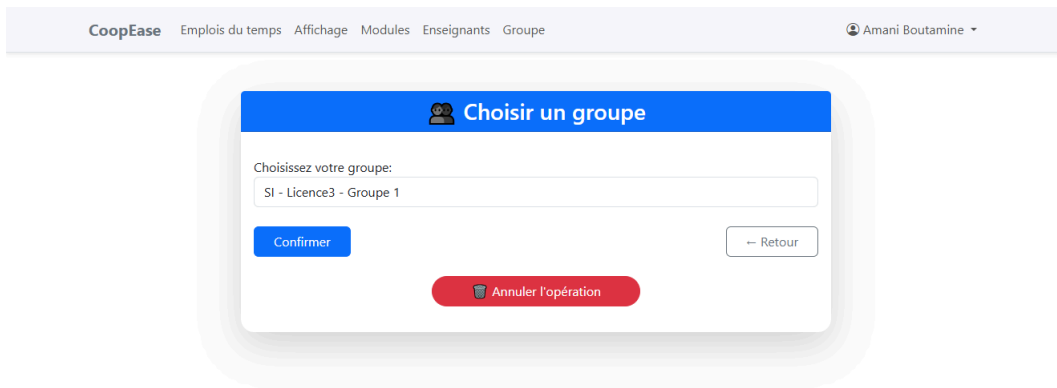 CoopEase Emplois du temps Affichage Modules Enseignants Groupe Amani Boutamine
Choisir un groupe
Choisissez votre groupe:
SI - Licence3 - Groupe 1
Confirmer ← Retour
Annuler l'opération